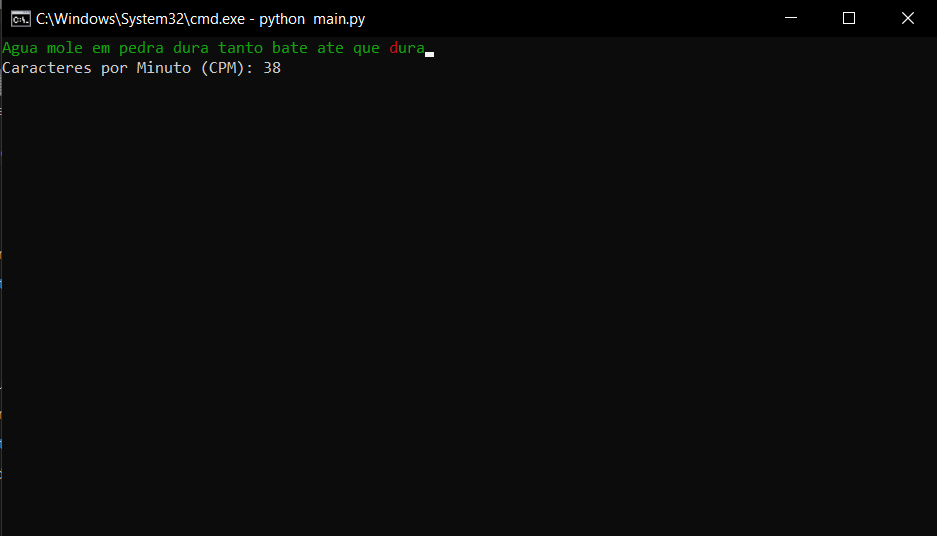 C:\Windows\System32\cmd.exe - python  main.py
Agua mole em pedra dura tanto bate ate que dura
Caracteres por Minuto (CPM): 38